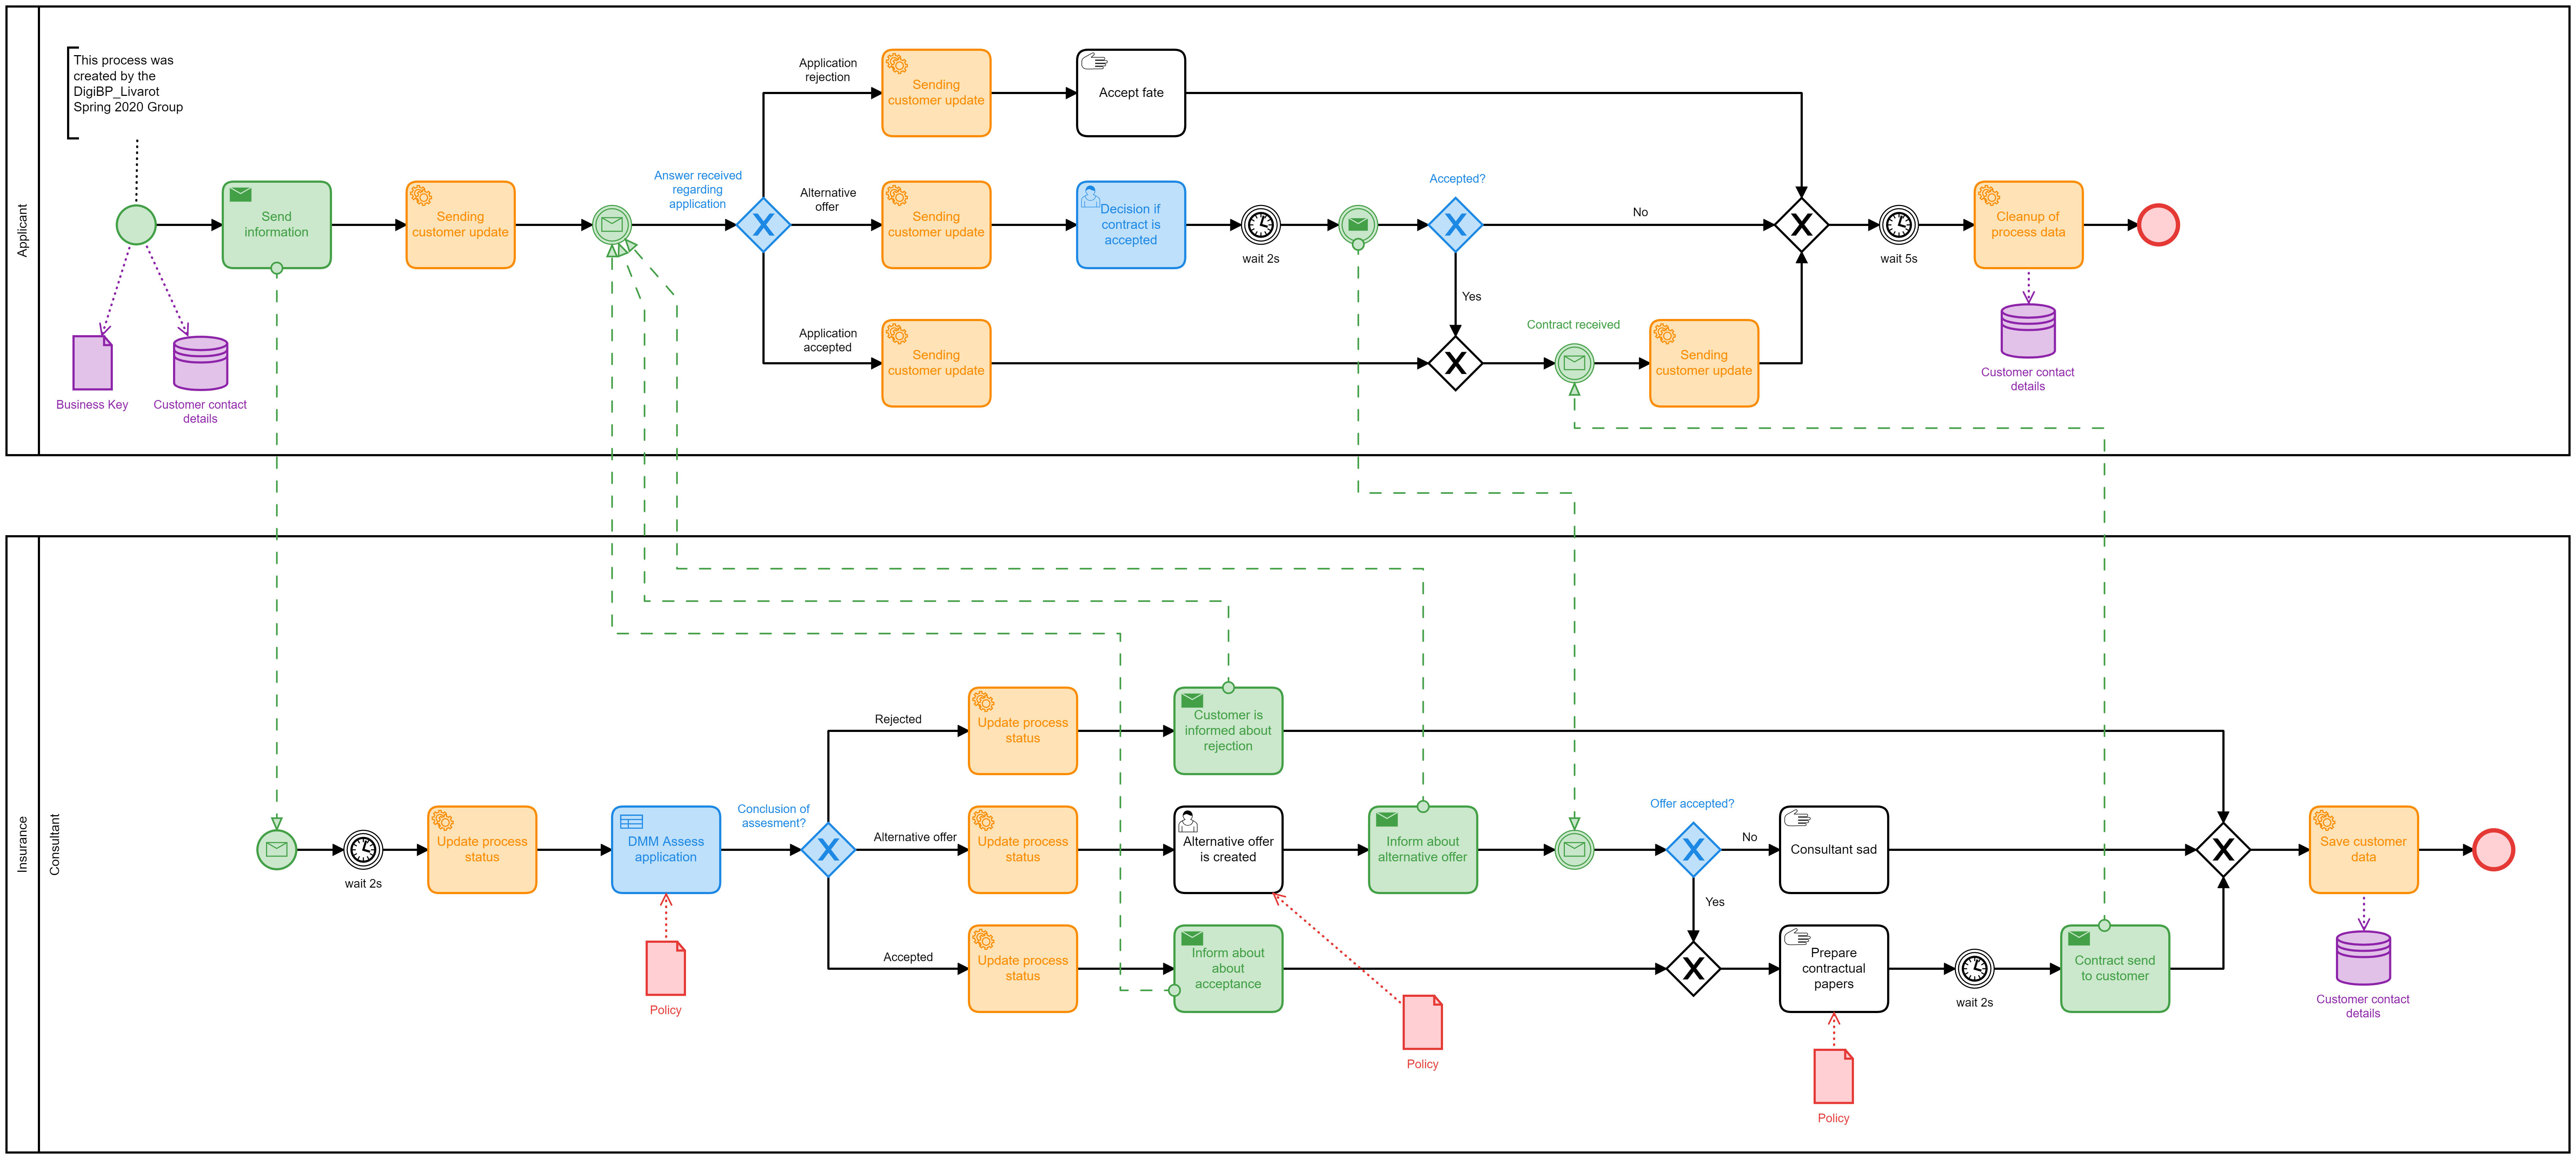 This process was
created by the
DigiBP_Livarot
Spring 2020 Group
Applicant
Business Key
Customer contact
details
Send
information
Sending
customer update
Answer received
regarding
application
Application
rejection
Sending
customer update
Accept fate
Alternative
offer
Sending
customer update
Decision if
contract is
accepted
wait 2s
Accepted?
No
Yes
Application
accepted
Sending
customer update
Contract received
Sending
customer update
wait 5s
Cleanup of
process data
Customer contact
details
Insurance
Consultant
wait 2s
Update process
status
DMM Assess
application
Policy
Conclusion of
assesment?
Rejected
Update process
status
Customer is
informed about
rejection
Alternative offer
Update process
status
Alternative offer
is created
Inform about
alternative offer
Accepted
Update process
status
Inform about
about
acceptance
Policy
Offer accepted?
No
Consultant sad
Yes
Prepare
contractual
papers
Policy
wait 2s
Contract send
to customer
Save customer
data
Customer contact
details